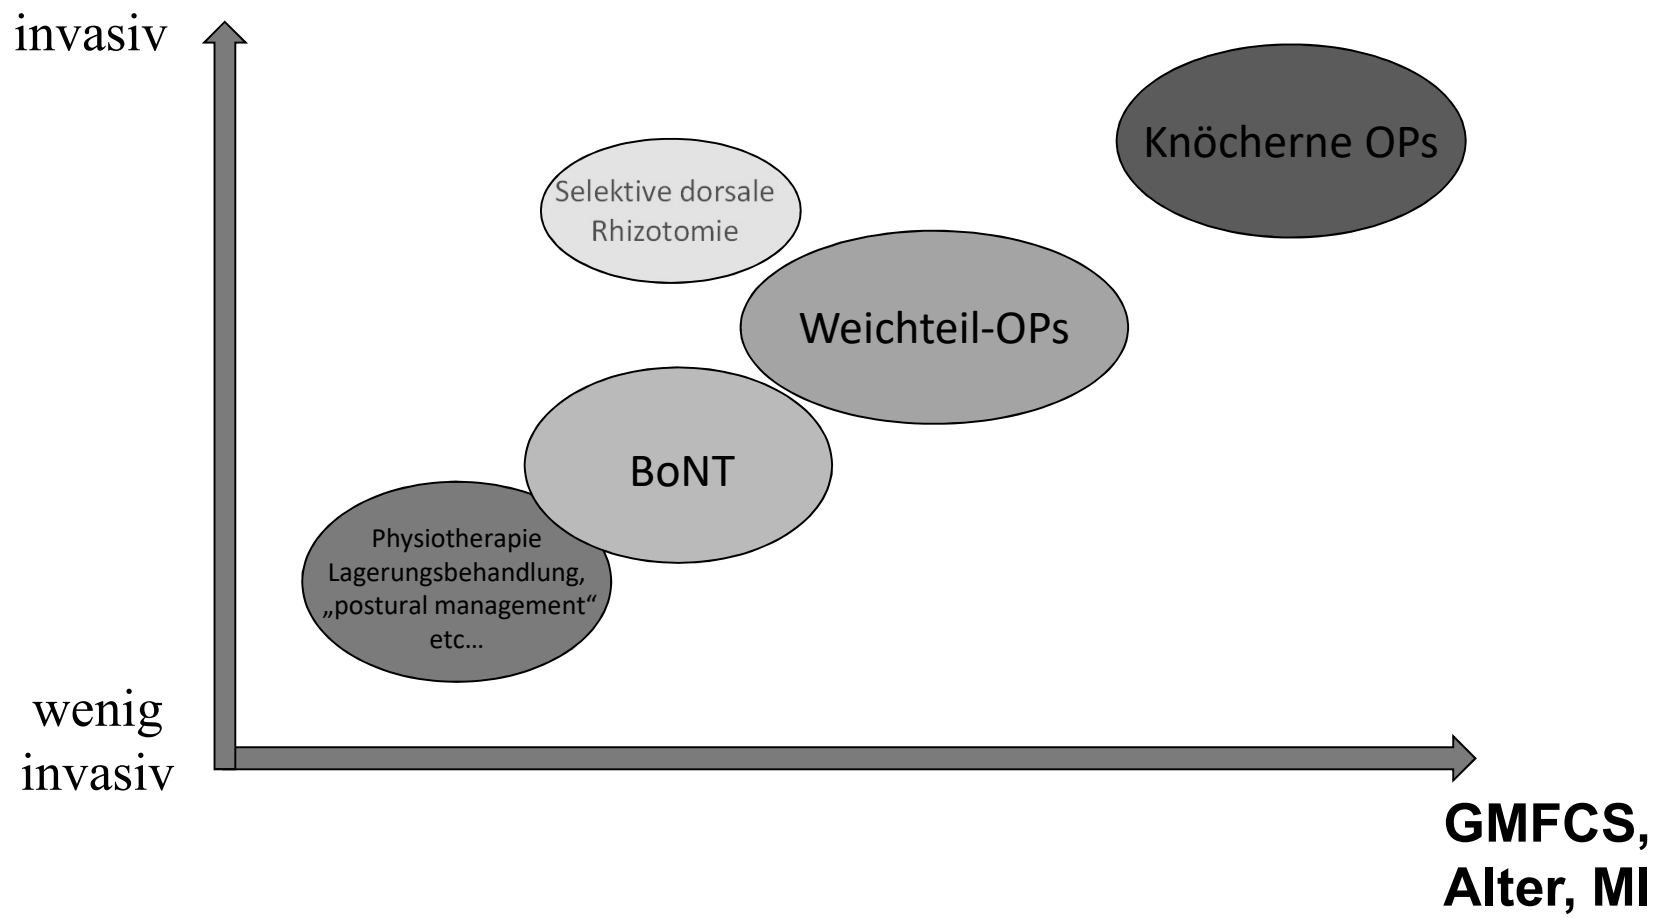 invasiv
Knöcherne OPs
Selektive dorsale
Rhizotomie
Weichteil-OPs
BoNT
Physiotherapie
Lagerungsbehandlung,
„postural management“
etc...
wenig
invasiv
GMFCS,
Alter, MI